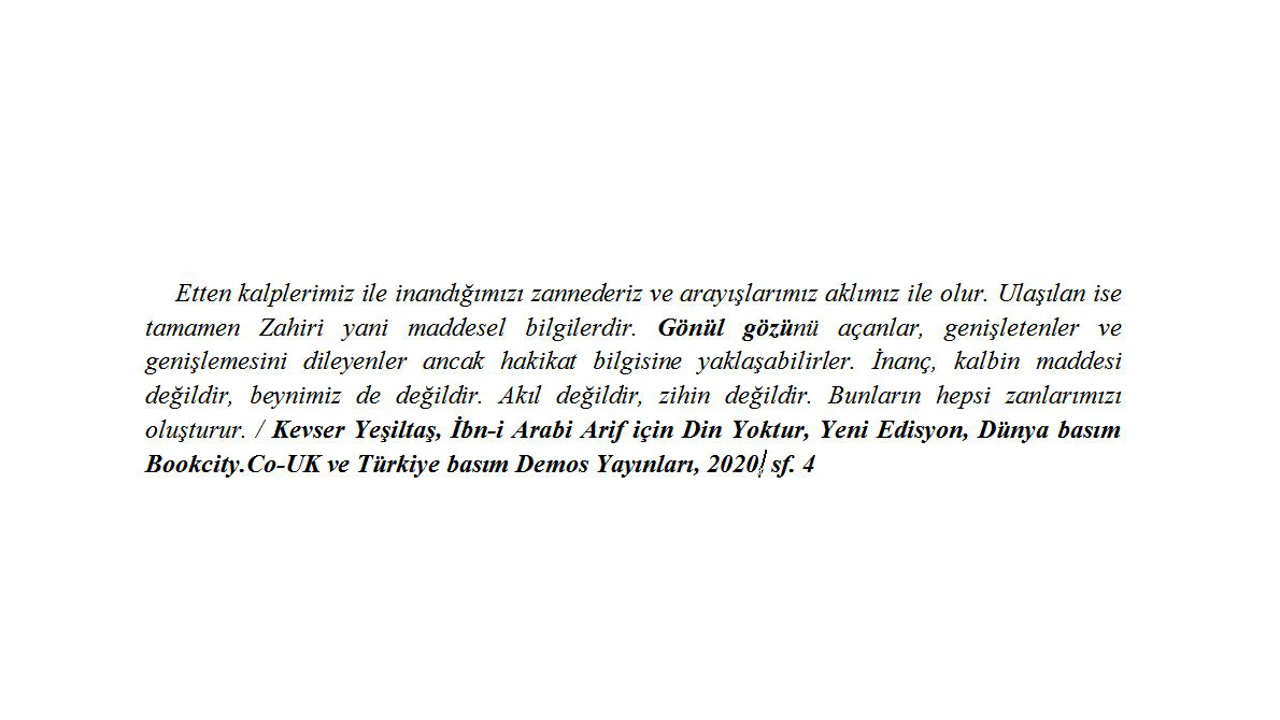 Etten kalplerimiz ile inandığımızı zannederiz ve arayışlarımız aklımız ile olur. Ulaşılan ise
tamamen Zahiri yani maddesel bilgilerdir. Gönül gözünü açanlar, genişletenler ve
genişlemesini dileyenler ancak hakikat bilgisine yaklaşabilirler. İnanç, kalbin maddesi
değildir, beynimiz de değildir. Akıl değildir, zihin değildir. Bunların hepsi zanlarımızı
oluşturur. / Kevser Yeşiltaş, İbn-i Arabi Arif için Din Yoktur, Yeni Edisyon, Dünya basım
Bookcity.Co-UK ve Türkiye basım Demos Yayınları, 2020, sf. 4